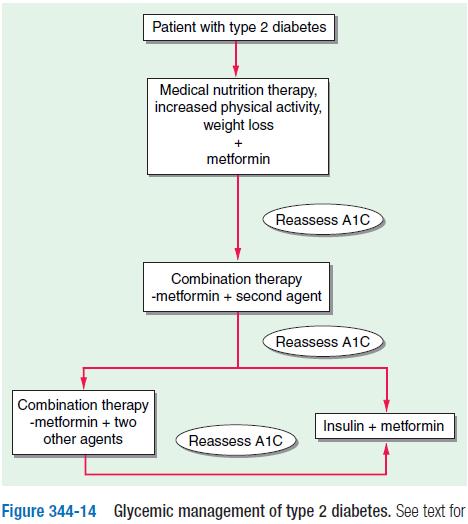 Patient with type 2 diabetes
Medical nutrition therapy,
increased physical activity,
weight loss
+
metformin
Reassess A1C
Combination therapy
-metformin + second agent
Reassess A1C
Combination therapy
-metformin + two
other agents
Reassess A1C
Insulin + metformin
Figure 344-14 Glycemic management of type 2 diabetes. See text for